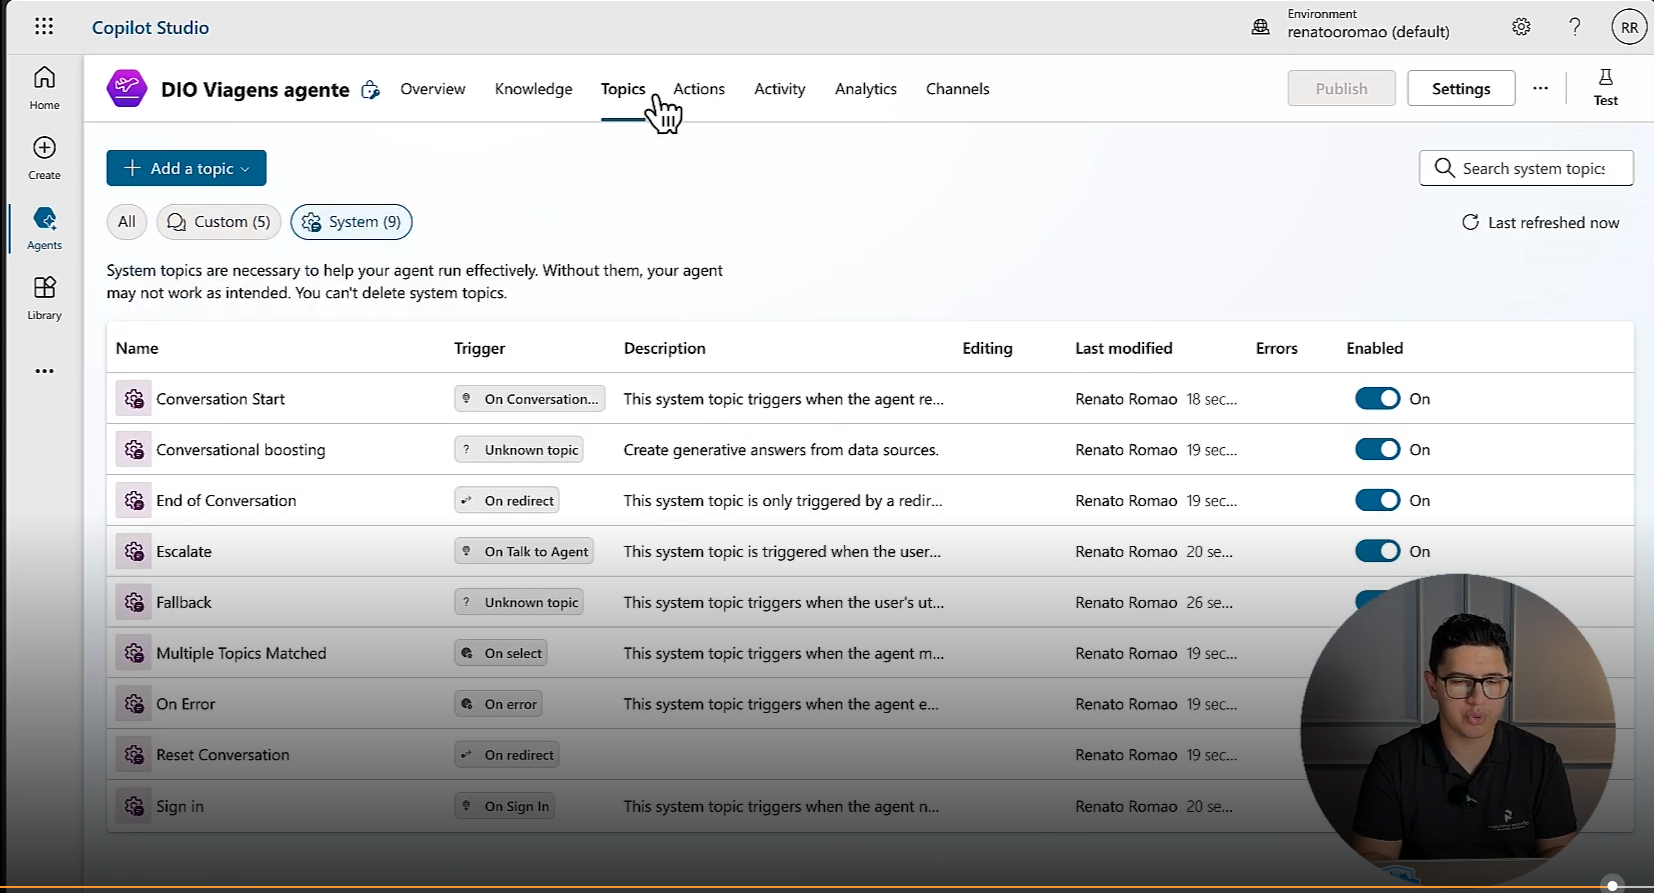 Copilot Studio
Environment
renatooromao (default)
RR
Home
Create
Agents
Library
DIO Viagens agente
Overview
Knowledge
Topics
Actions
Activity
Analytics
Channels
Publish
Settings
Test
Add a topic
Search system topics
All
Custom (5)
System (9)
Last refreshed now
System topics are necessary to help your agent run effectively. Without them, your agent
may not work as intended. You can't delete system topics.
Name Trigger Description Editing Last modified Errors Enabled
Conversation Start On Conversation... This system topic triggers when the agent re... Renato Romao 18 sec... On
Conversational boosting Unknown topic Create generative answers from data sources. Renato Romao 19 sec... On
End of Conversation On redirect This system topic is only triggered by a redir... Renato Romao 19 sec... On
Escalate On Talk to Agent This system topic is triggered when the user... Renato Romao 20 se... On
Fallback Unknown topic This system topic triggers when the user's ut... Renato Romao 26 se...
Multiple Topics Matched On select This system topic triggers when the agent m... Renato Romao 19 sec...
On Error On error This system topic triggers when the agent e... Renato Romao 19 sec...
Reset Conversation On redirect Renato Romao 19 sec...
Sign in On Sign In This system topic triggers when the agent n... Renato Romao 20 se...